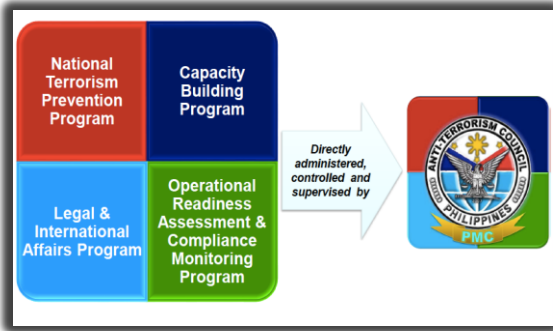 National
Terrorism
Prevention
Program
Capacity
Building
Program
Legal &
International
Affairs Program
Operational
Readiness
Assessment &
Compliance
Monitoring
Program
Directly
administered,
controlled and
supervised by
ANTI-TERRORISM COUNCIL
PHILIPPINES
PMC